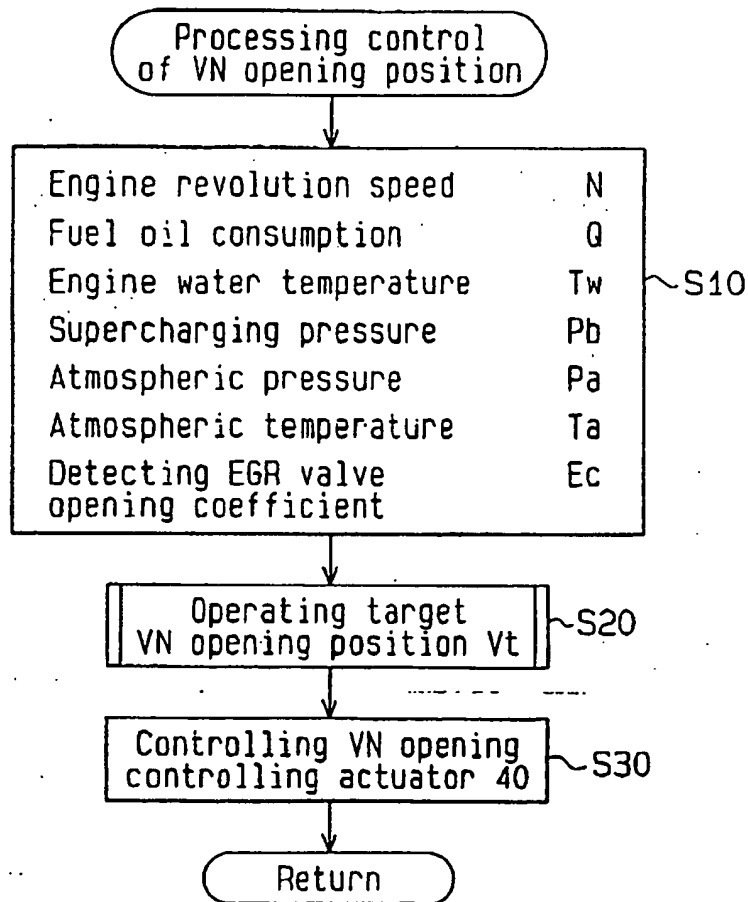 Processing control
of VN opening position
Engine revolution speed N
Fuel oil consumption Q
Engine water temperature Tw
Supercharging pressure Pb
Atmospheric pressure Pa
Atmospheric temperature Ta
Detecting EGR valve Ec
opening coefficient
S10
Operating target
VN opening position Vt
S20
Controlling VN opening
controlling actuator 40
S30
Return